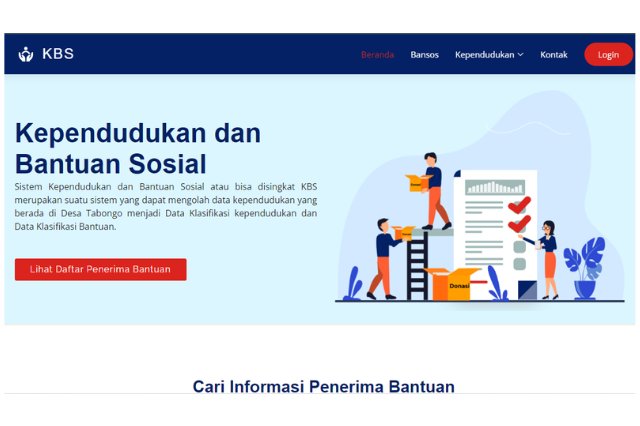 KBS
Beranda Bansos Kependudukan Kontak Login
Kependudukan dan
Bantuan Sosial
Sistem Kependudukan dan Bantuan Sosial atau bisa disingkat KBS
merupakan suatu sistem yang dapat mengolah data kependudukan yang
berada di Desa Tabongo menjadi Data Klasifikasi kependudukan dan
Data Klasifikasi Bantuan.
Lihat Daftar Penerima Bantuan
Donasi
Donasi
Cari Informasi Penerima Bantuan